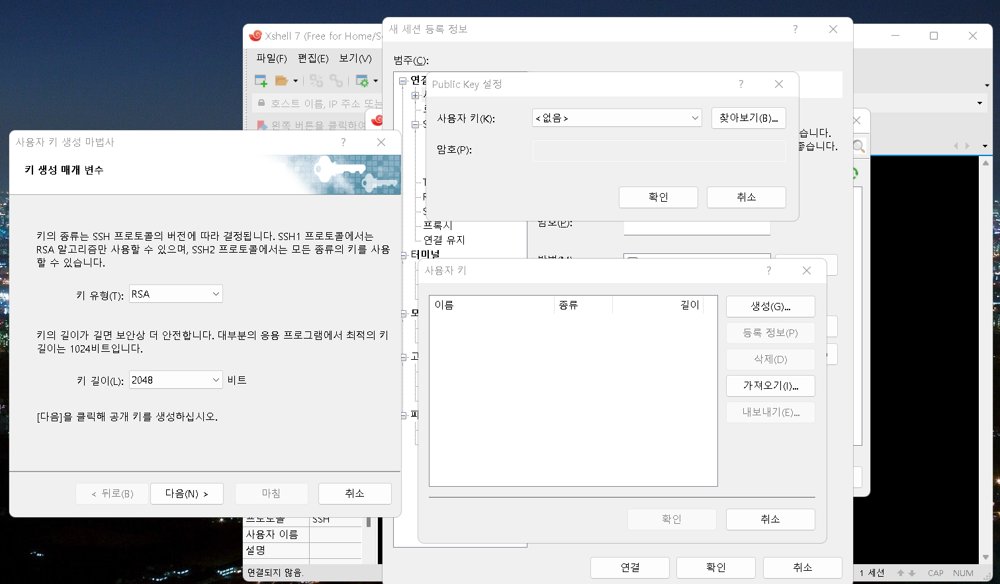 Xshell 7 (Free for Home/Sc
파일(F) 편집(E) 보기(V)
호스트 이름, IP 주소 또는
왼쪽 버튼을 클릭하여
새 세션 등록 정보
범주(C):
프록시
연결 유지
터미널
암호(P):
Public Key 설정
사용자 키(K):
<없음>
찾아보기(B)...
암호(P):
확인
취소
습니다.
좋습니다.
사용자 키 생성 마법사
키 생성 매개 변수
키의 종류는 SSH 프로토콜의 버전에 따라 결정됩니다. SSH1 프로토콜에서는
RSA 알고리즘만 사용할 수 있으며, SSH2 프로토콜에서는 모든 종류의 키를 사용
할 수 있습니다.
키 유형(T): RSA
키의 길이가 길면 보안상 더 안전합니다. 대부분의 응용 프로그램에서 최적의 키
길이는 1024비트입니다.
키 길이(L): 2048 비트
[다음]을 클릭해 공개 키를 생성하십시오.
< 뒤로(B) 다음(N) > 마침 취소
사용자 키
이름 종류 길이
생성(G)...
등록 정보(P)
삭제(D)
가져오기(I)...
내보내기(E)...
확인 취소
프로토콜 SSH
사용자 이름
설명
연결되지 않음.
연결 확인 취소
1 세션 CAP NUM